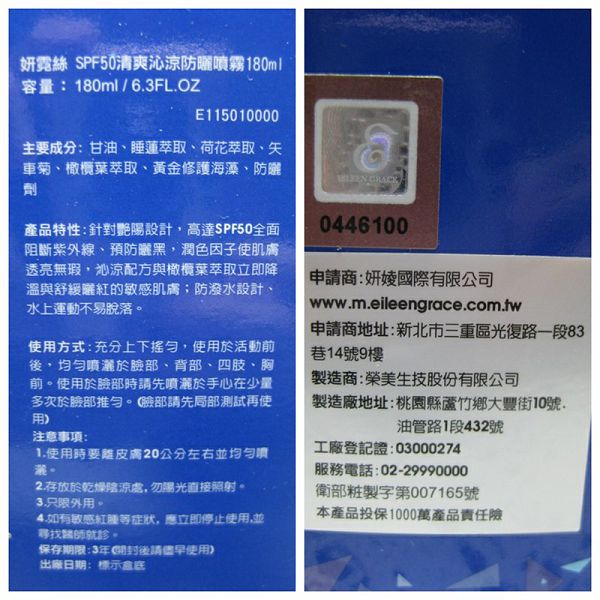 妍霓絲 SPF50清爽沁涼防曬噴霧180ml
容量：180ml / 6.3FL.OZ
E115010000
主要成分：甘油、睡蓮萃取、荷花萃取、矢
車菊、橄欖葉萃取、黃金修護海藻、防曬
劑
產品特性：針對艷陽設計，高達SPF50全面
阻斷紫外線、預防曬黑，潤色因子使肌膚
透亮無瑕，沁涼配方與橄欖葉萃取立即降
溫與舒緩曬紅的敏感肌膚；防潑水設計、
水上運動不易脫落。
使用方式：充分上下搖勻，使用於活動前
後，均勻噴灑於臉部、背部、四肢、胸
前。使用於臉部時請先噴灑於手心在少量
多次於臉部推勻。(臉部請先局部測試再使
用)
注意事項：
1.使用時要離皮膚20公分左右並均勻噴
灑。
2.存放於乾燥陰涼處，勿陽光直接照射。
3.只限外用。
4.如有敏感紅腫等症狀，應立即停止使用，並
尋找醫師就診。
保存期限：3年(開封後請儘早使用)
出廠日期：標示盒底
EILEEN GRACE
0446100
申請商：妍婈國際有限公司
www.m.eileengrace.com.tw
申請商地址：新北市三重區光復路一段83
巷14號9樓
製造商：榮美生技股份有限公司
製造廠地址：桃園縣蘆竹鄉大豐街10號.
油管路1段432號
工廠登記證：03000274
服務電話：02-29990000
衛部粧製字第007165號
本產品投保1000萬產品責任險